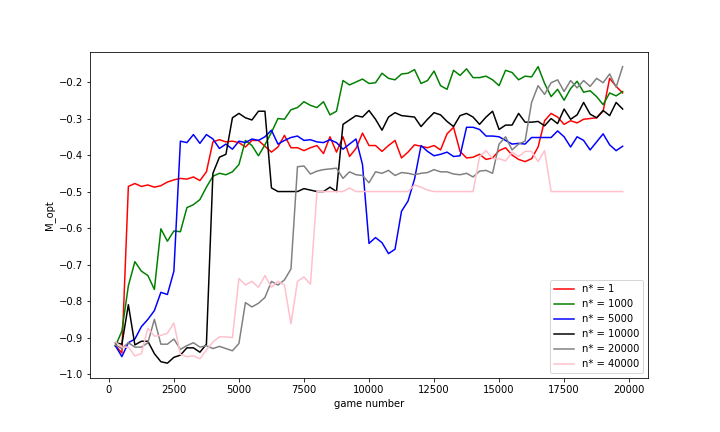 M_opt
−0.2
−0.3
−0.4
−0.5
−0.6
−0.7
−0.8
−0.9
−1.0
n* = 1
n* = 1000
n* = 5000
n* = 10000
n* = 20000
n* = 40000
0 2500 5000 7500 10000 12500 15000 17500 20000
game number